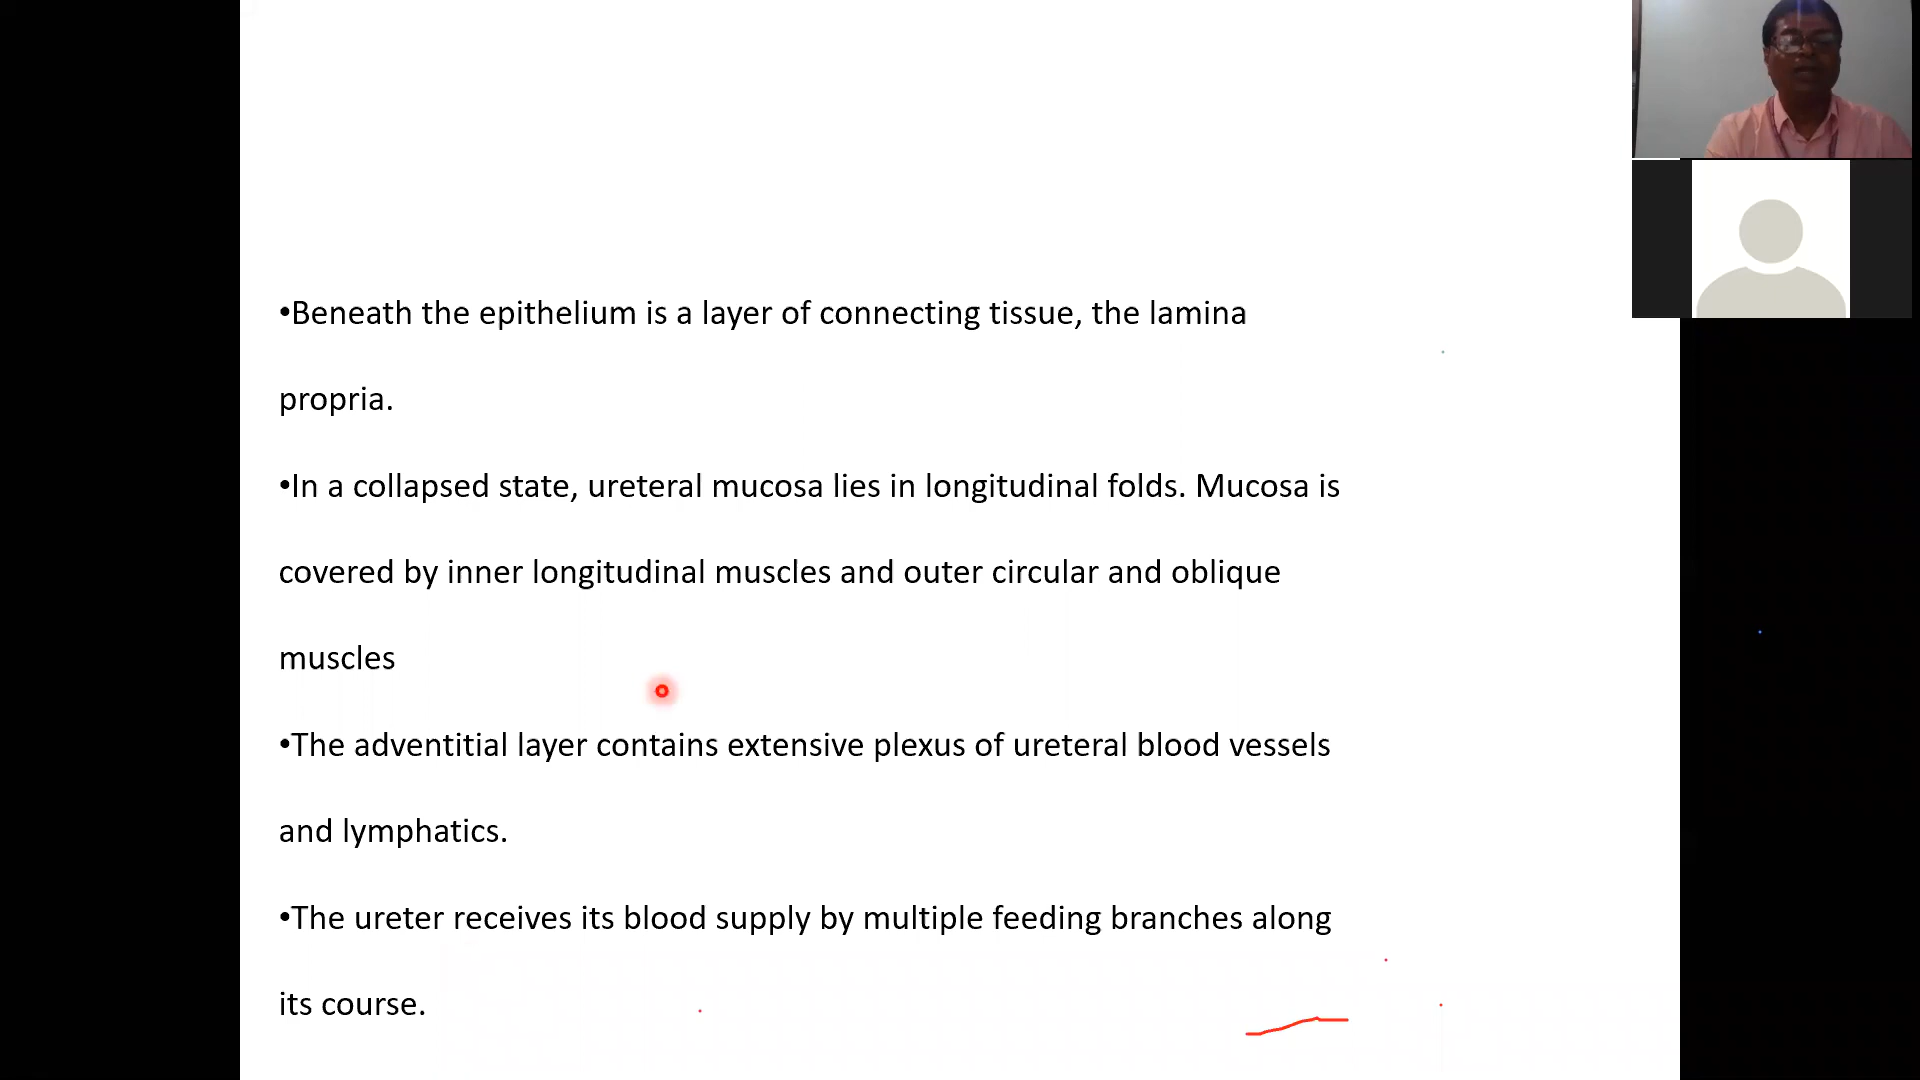 •Beneath the epithelium is a layer of connecting tissue, the lamina
propria.
•In a collapsed state, ureteral mucosa lies in longitudinal folds. Mucosa is
covered by inner longitudinal muscles and outer circular and oblique
muscles
•The adventitial layer contains extensive plexus of ureteral blood vessels
and lymphatics.
•The ureter receives its blood supply by multiple feeding branches along
its course.